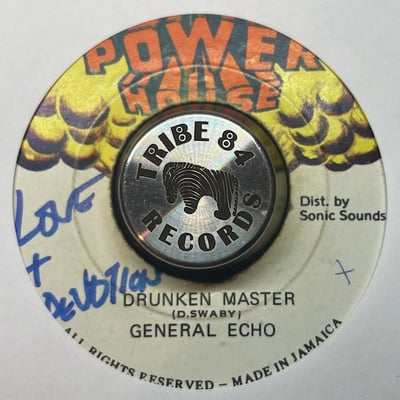 POWER
HOUSE
TRIBE 84
RECORDS
Dist. by
Sonic Sounds
LOVE
+
DEVOTION
+
DRUNKEN MASTER
(D.SWABY)
GENERAL ECHO
ALL RIGHTS RESERVED - MADE IN JAMAICA